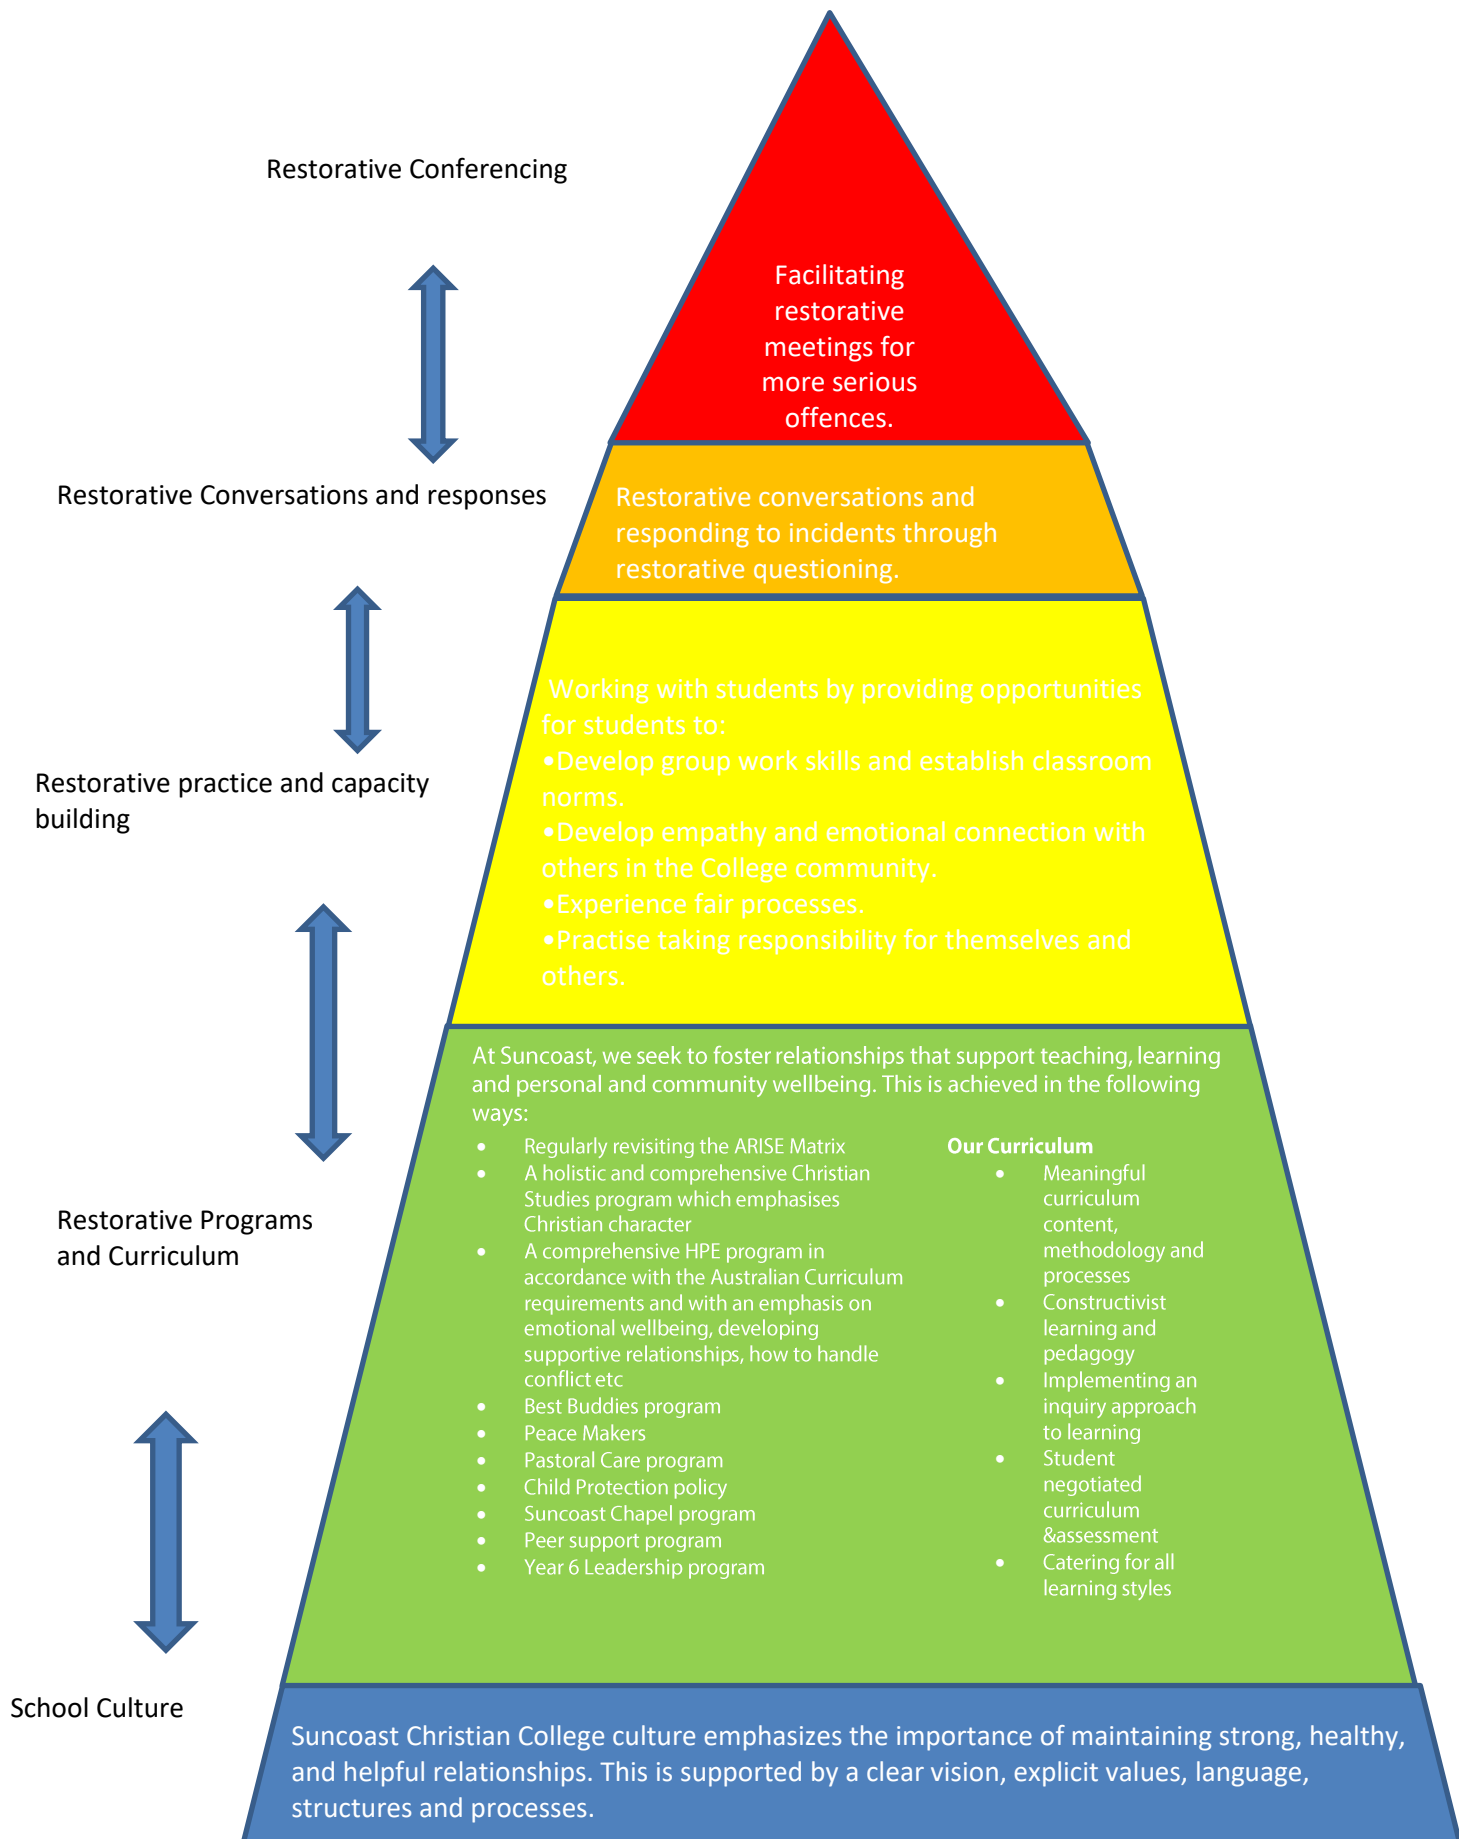 Restorative Conferencing
Facilitating
restorative
meetings for
more serious
offences.
Restorative Conversations and responses
Restorative conversations and
responding to incidents through
restorative questioning.
Restorative practice and capacity
building
Working with students by providing opportunities
for students to:
•Develop group work skills and establish classroom
norms.
•Develop empathy and emotional connection with
others in the College community.
•Experience fair processes.
•Practise taking responsibility for themselves and
others.
Restorative Programs
and Curriculum
At Suncoast, we seek to foster relationships that support teaching, learning
and personal and community wellbeing. This is achieved in the following
ways:
• Regularly revisiting the ARISE Matrix
• A holistic and comprehensive Christian
Studies program which emphasises
Christian character
• A comprehensive HPE program in
accordance with the Australian Curriculum
requirements and with an emphasis on
emotional wellbeing, developing
supportive relationships, how to handle
conflict etc
• Best Buddies program
• Peace Makers
• Pastoral Care program
• Child Protection policy
• Suncoast Chapel program
• Peer support program
• Year 6 Leadership program
Our Curriculum
• Meaningful
curriculum
content,
methodology and
processes
• Constructivist
learning and
pedagogy
• Implementing an
inquiry approach
to learning
• Student
negotiated
curriculum
&assessment
• Catering for all
learning styles
School Culture
Suncoast Christian College culture emphasizes the importance of maintaining strong, healthy,
and helpful relationships. This is supported by a clear vision, explicit values, language,
structures and processes.